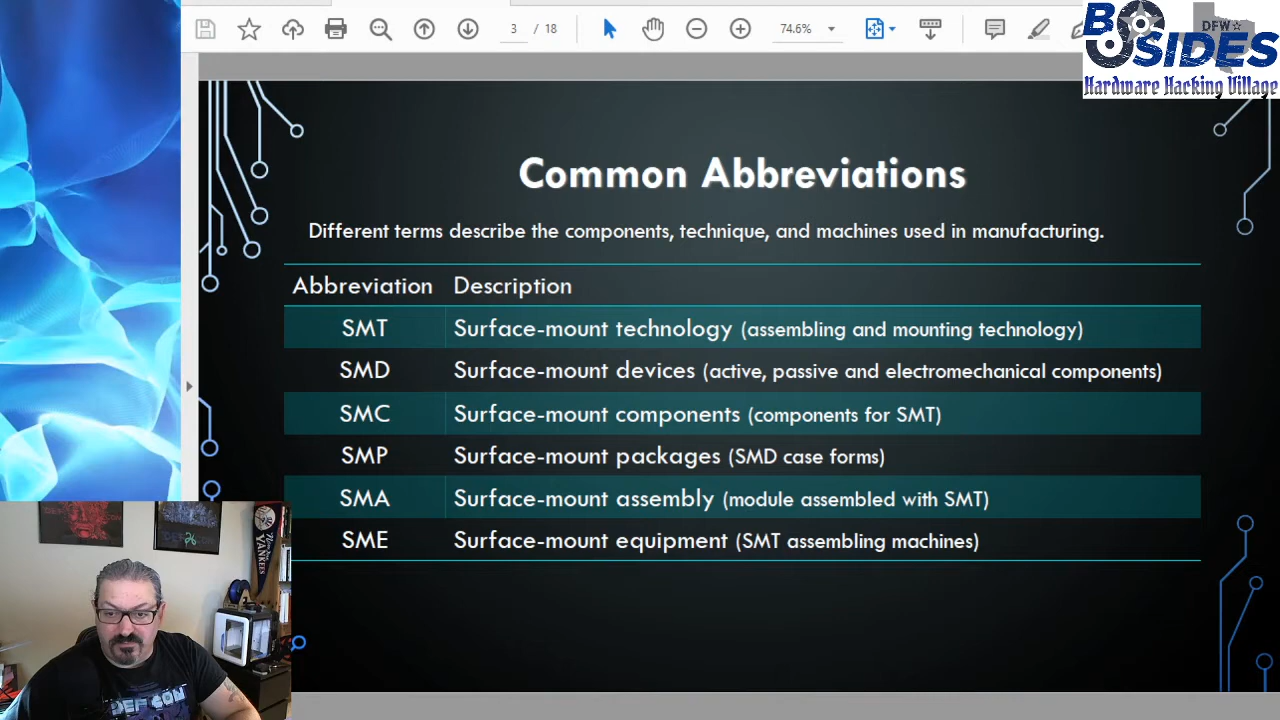 3 / 18
74.6%
BSIDES
DFW
Hardware Hacking Village
Common Abbreviations
Different terms describe the components, technique, and machines used in manufacturing.
Abbreviation Description
SMT Surface-mount technology (assembling and mounting technology)
SMD Surface-mount devices (active, passive and electromechanical components)
SMC Surface-mount components (components for SMT)
SMP Surface-mount packages (SMD case forms)
SMA Surface-mount assembly (module assembled with SMT)
SME Surface-mount equipment (SMT assembling machines)
YANKEES
DEF CON